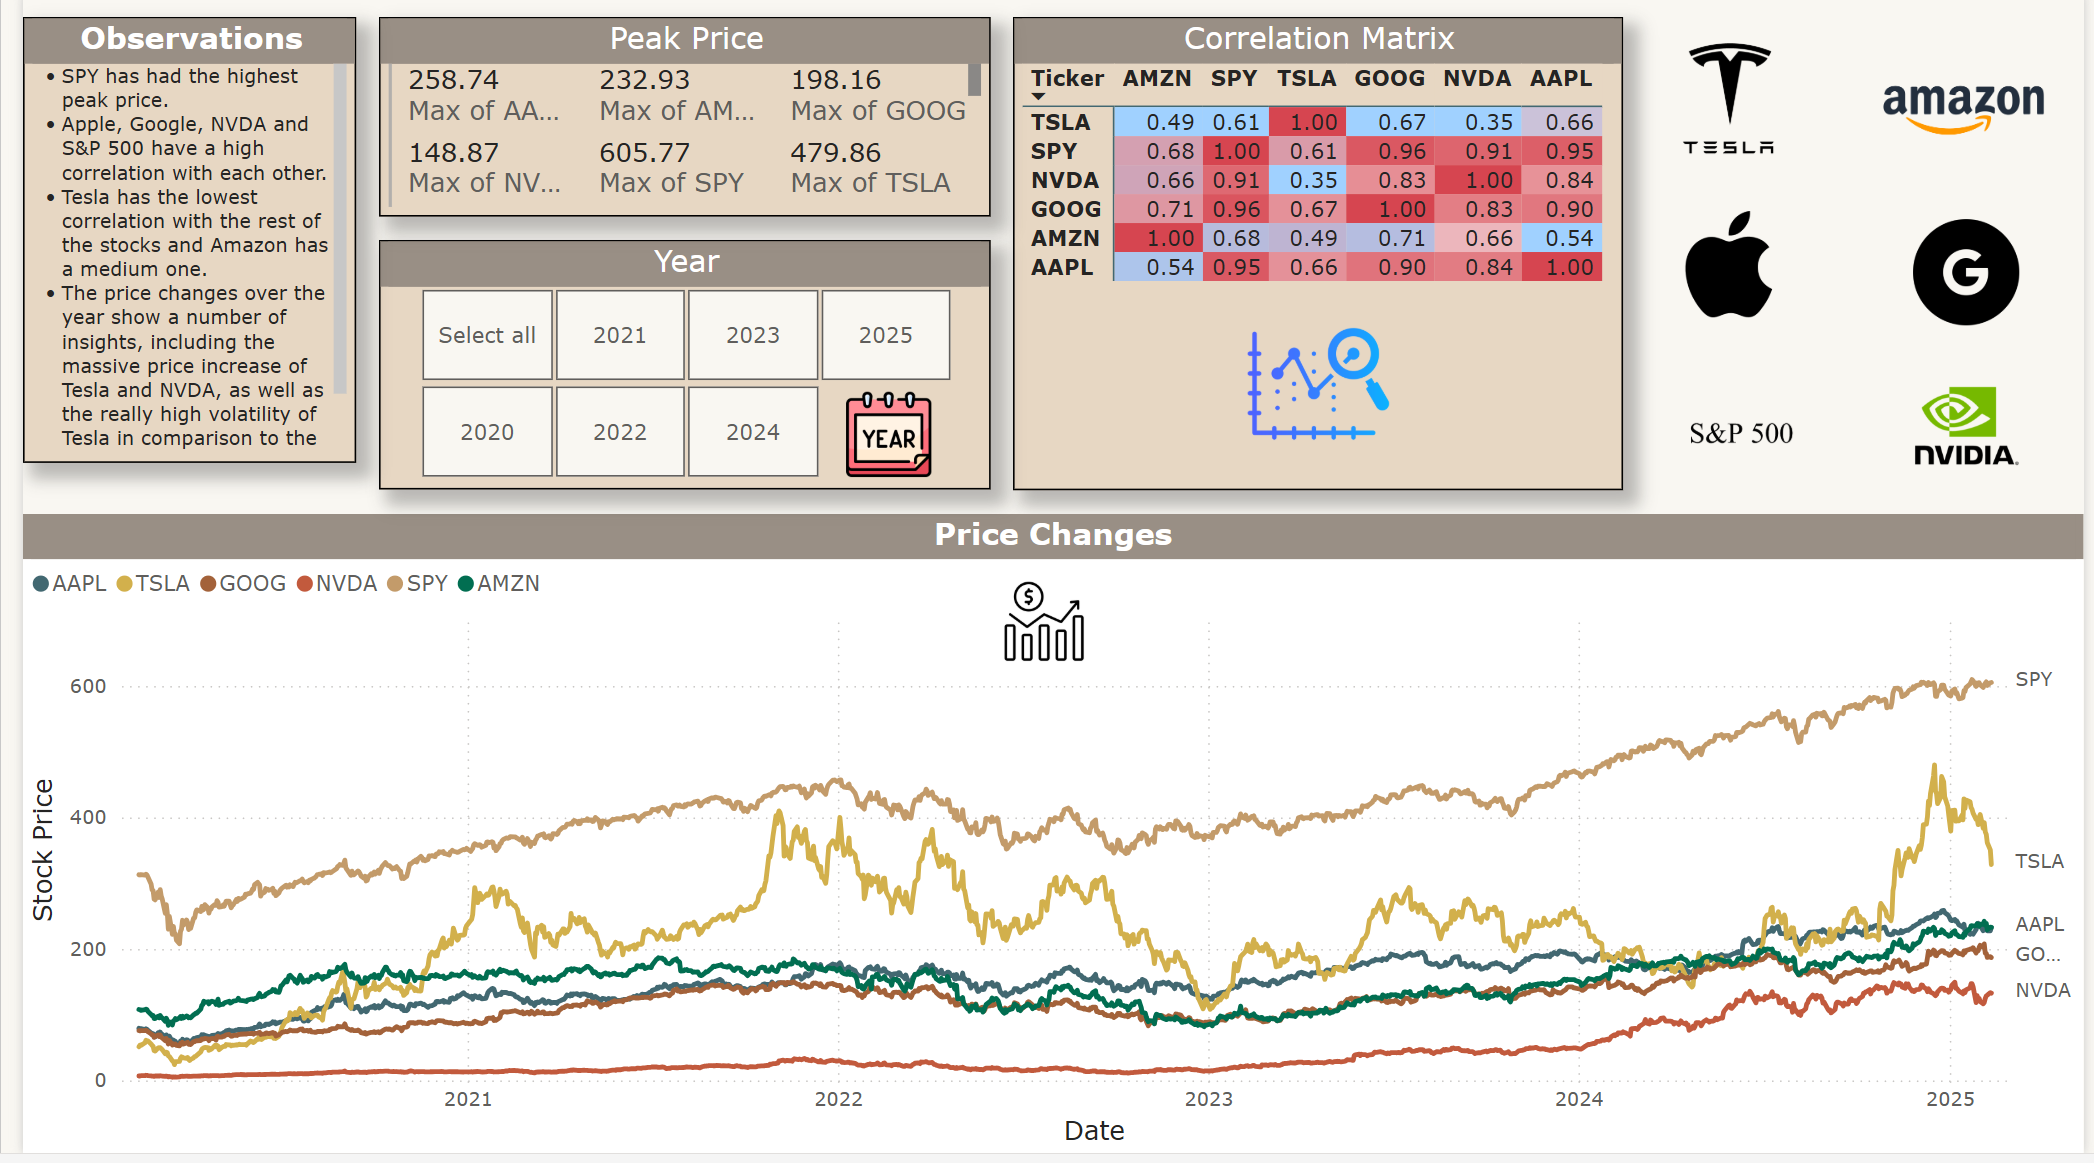 Observations
• SPY has had the highest
peak price.
• Apple, Google, NVDA and
S&P 500 have a high
correlation with each other.
• Tesla has the lowest
correlation with the rest of
the stocks and Amazon has
a medium one.
• The price changes over the
year show a number of
insights, including the
massive price increase of
Tesla and NVDA, as well as
the really high volatility of
Tesla in comparison to the
Peak Price
258.74 232.93 198.16
Max of AA... Max of AM... Max of GOOG
148.87 605.77 479.86
Max of NV... Max of SPY Max of TSLA
Year
Select all 2021 2023 2025
2020 2022 2024 YEAR
Correlation Matrix
Ticker AMZN SPY TSLA GOOG NVDA AAPL
TSLA 0.49 0.61 1.00 0.67 0.35 0.66
SPY 0.68 1.00 0.61 0.96 0.91 0.95
NVDA 0.66 0.91 0.35 0.83 1.00 0.84
GOOG 0.71 0.96 0.67 1.00 0.83 0.90
AMZN 1.00 0.68 0.49 0.71 0.66 0.54
AAPL 0.54 0.95 0.66 0.90 0.84 1.00
TESLA
amazon
G
S&P 500
NVIDIA.
Price Changes
AAPL TSLA GOOG NVDA SPY AMZN
$
Stock Price
600
400
200
0
SPY
TSLA
AAPL
GO...
NVDA
2021 2022 2023 2024 2025
Date